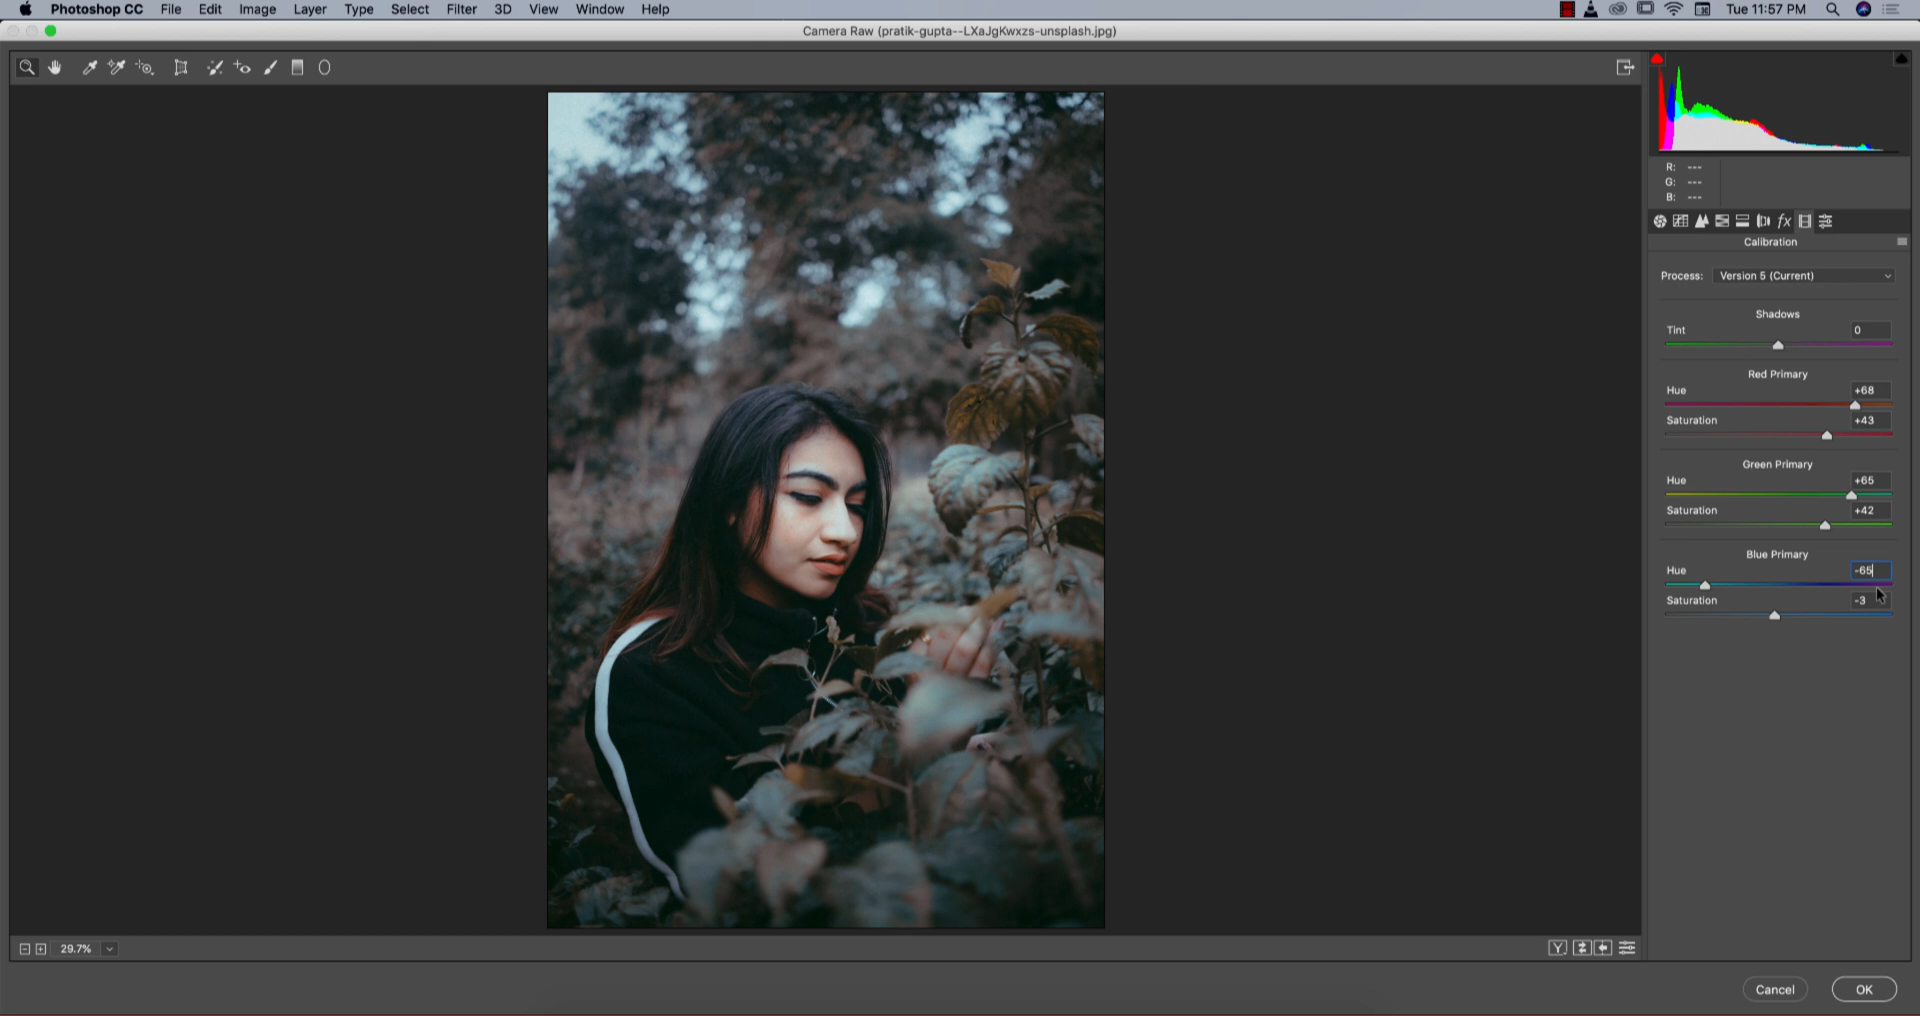 Photoshop CC File Edit Image Layer Type Select Filter 3D View Window Help Tue 11:57 PM
Camera Raw (pratik-gupta--LXaJgKwxzs-unsplash.jpg)
R: ---
G: ---
B: ---
fx
Calibration
Process: Version 5 (Current)
Shadows
Tint 0
Red Primary
Hue +68
Saturation +43
Green Primary
Hue +65
Saturation +42
Blue Primary
Hue -65
Saturation -3
29.7% Y
Cancel OK